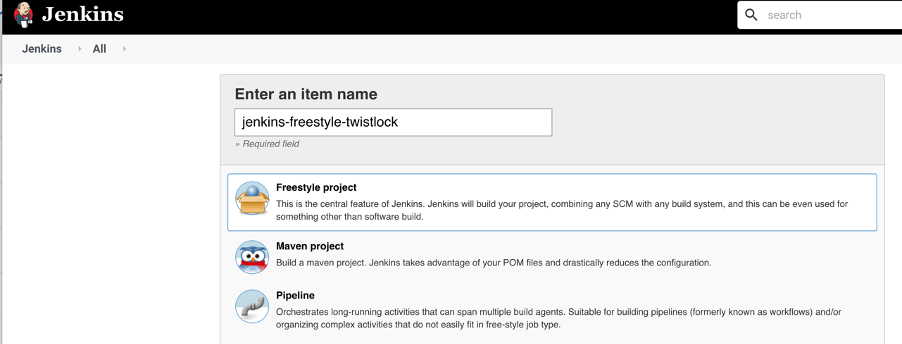 Jenkins
search
Jenkins
All
Enter an item name
jenkins-freestyle-twistlock
» Required field
Freestyle project
This is the central feature of Jenkins. Jenkins will build your project, combining any SCM with any build system, and this can be even used for
something other than software build.
Maven project
Build a maven project. Jenkins takes advantage of your POM files and drastically reduces the configuration.
Pipeline
Orchestrates long-running activities that can span multiple build agents. Suitable for building pipelines (formerly known as workflows) and/or
organizing complex activities that do not easily fit in free-style job type.